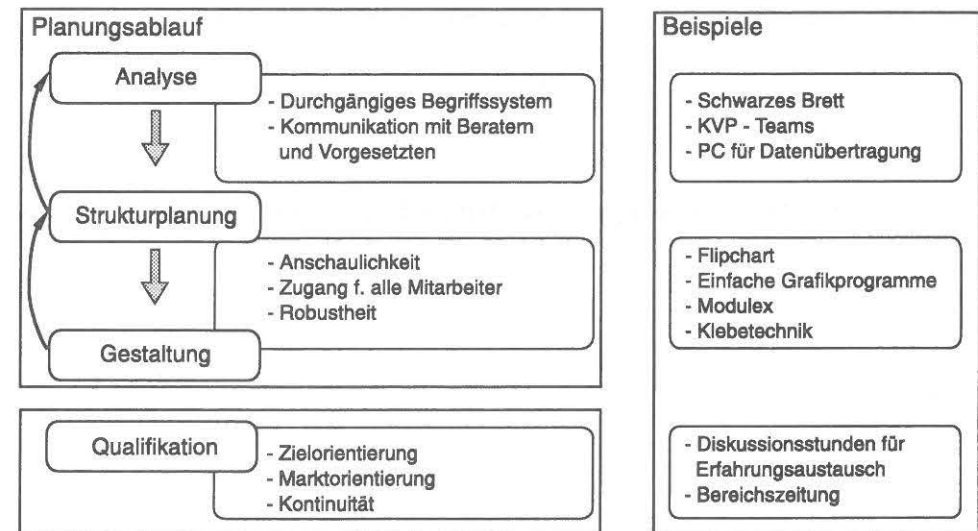 Planungsablauf
Analyse
- Durchgängiges Begriffssystem
- Kommunikation mit Beratern
und Vorgesetzten
Strukturplanung
- Anschaulichkeit
- Zugang f. alle Mitarbeiter
- Robustheit
Gestaltung
Qualifikation
- Zielorientierung
- Marktorientierung
- Kontinuität
Beispiele
- Schwarzes Brett
- KVP - Teams
- PC für Datenübertragung
- Flipchart
- Einfache Grafikprogramme
- Modulex
- Klebetechnik
- Diskussionsstunden für
Erfahrungsaustausch
- Bereichszeitung